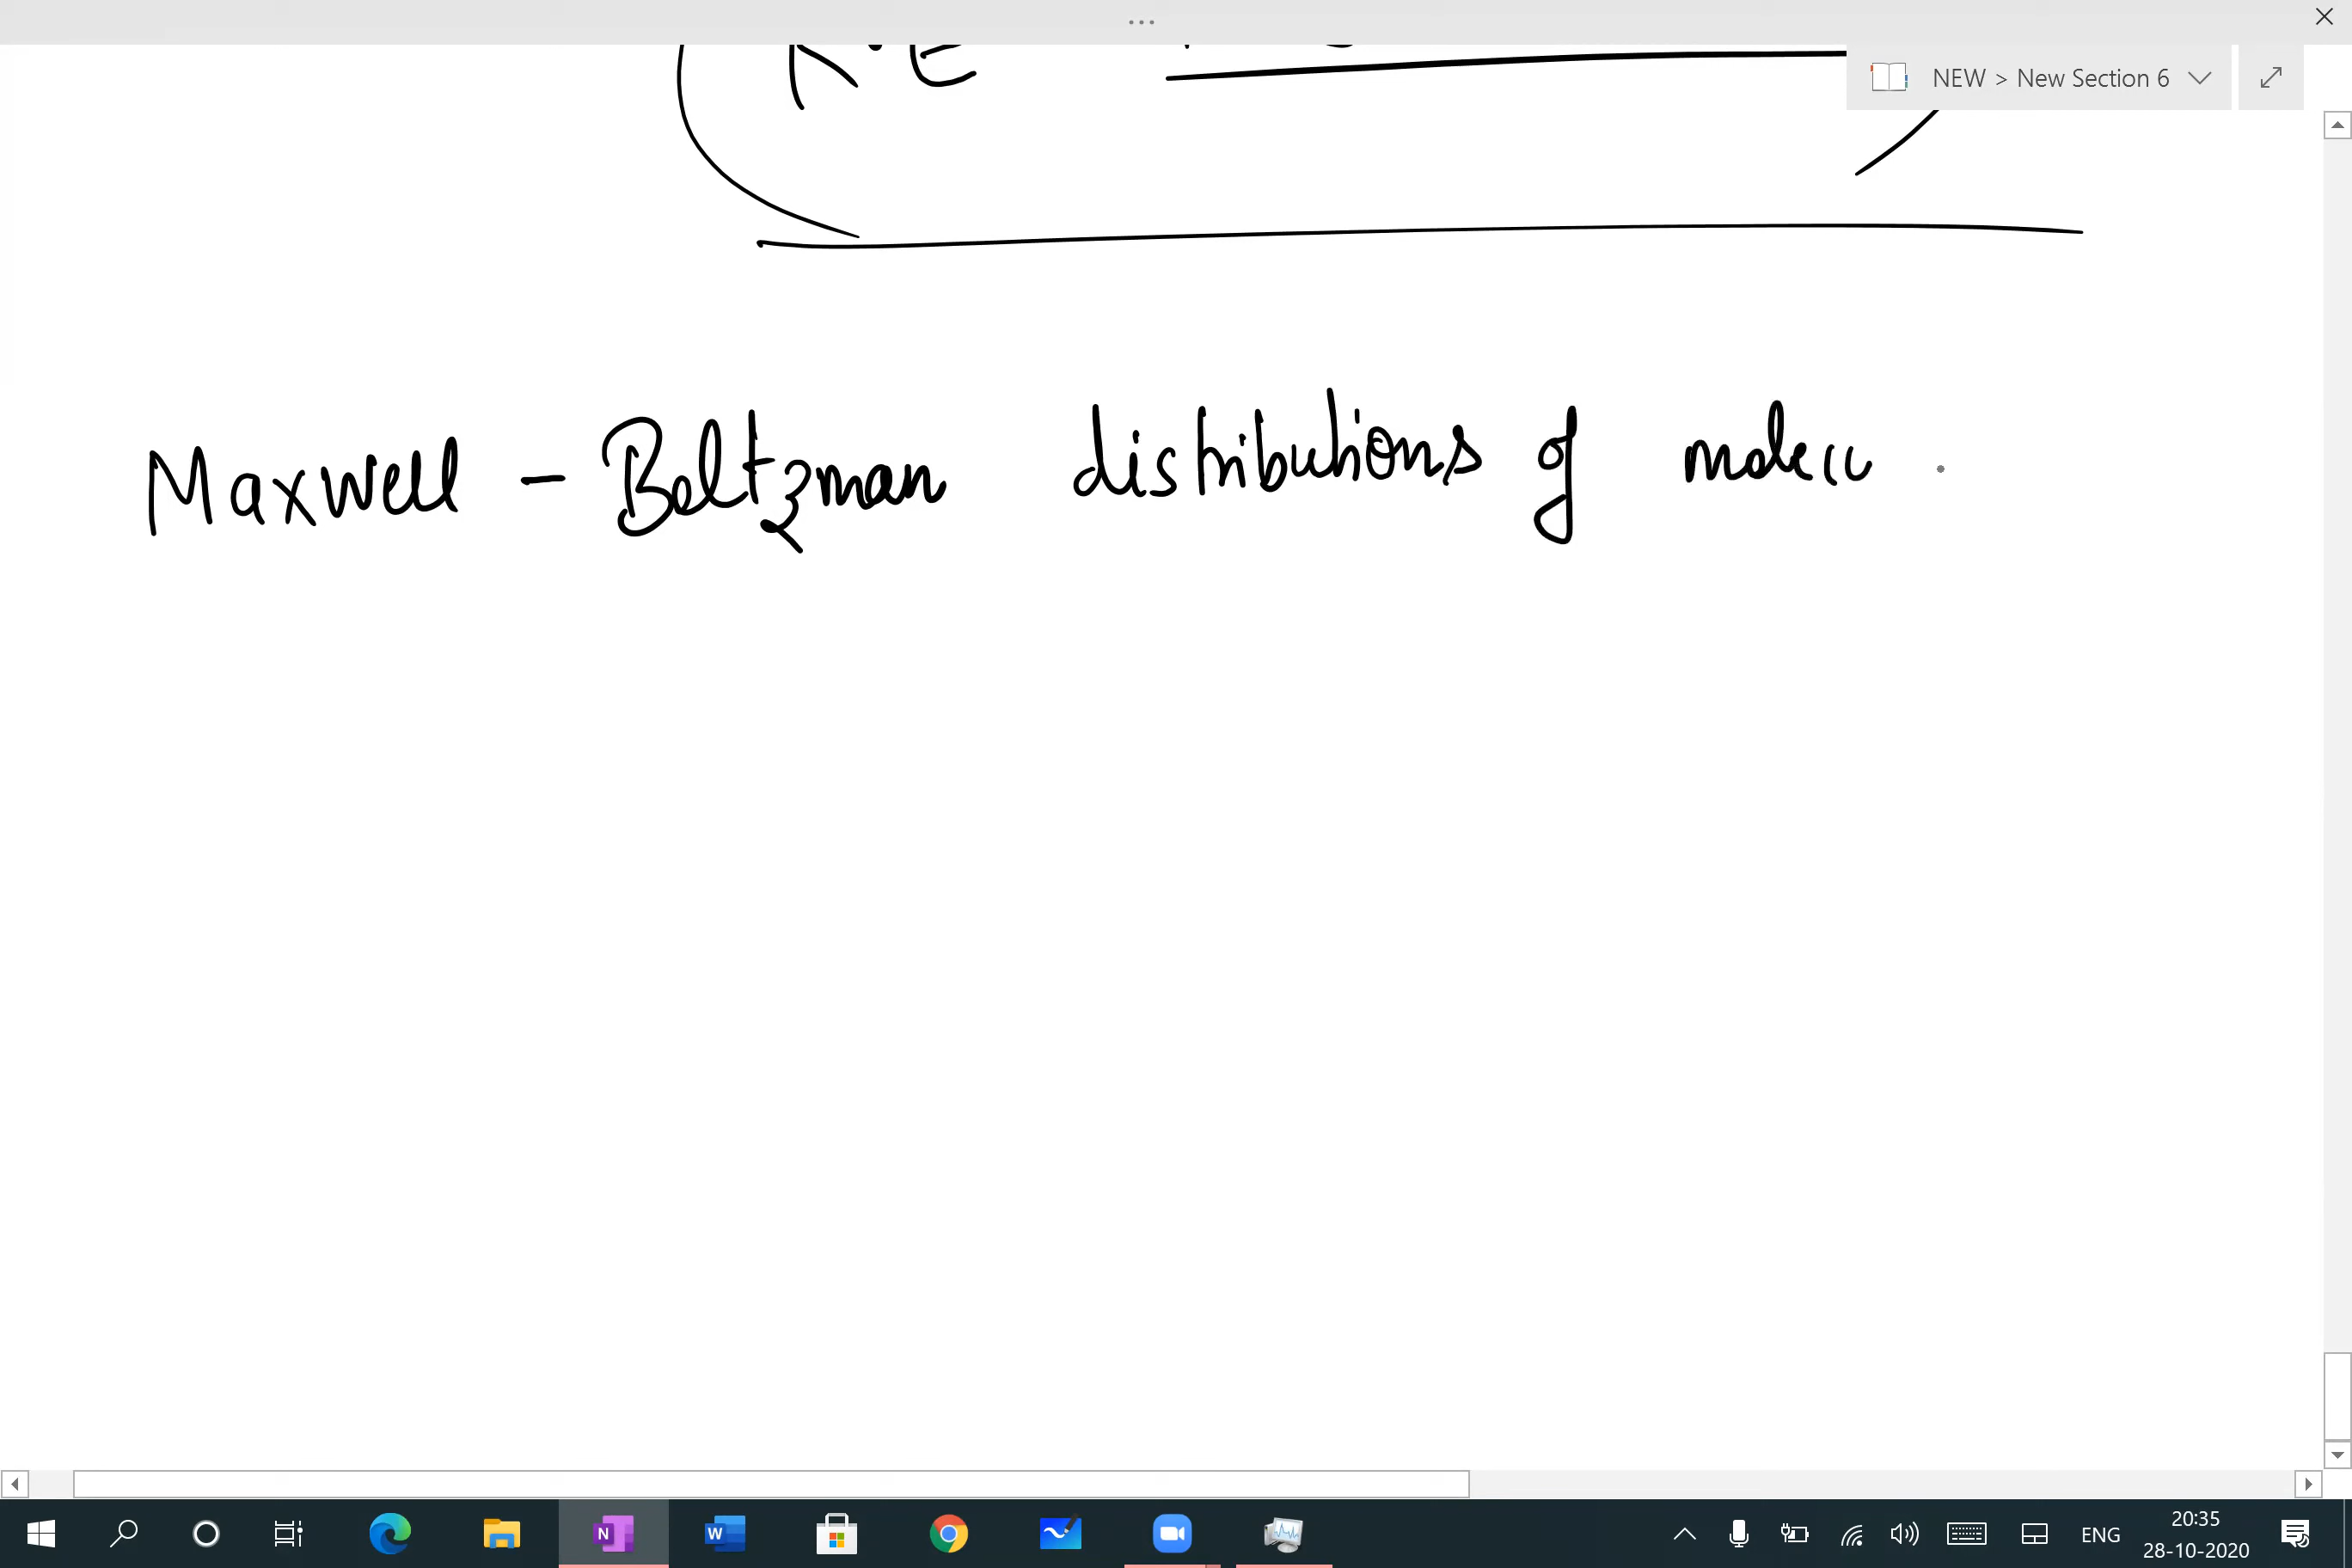 K.E
NEW > New Section 6
Maxwell - Boltzman distributions of molecu
ENG
20:35
28-10-2020